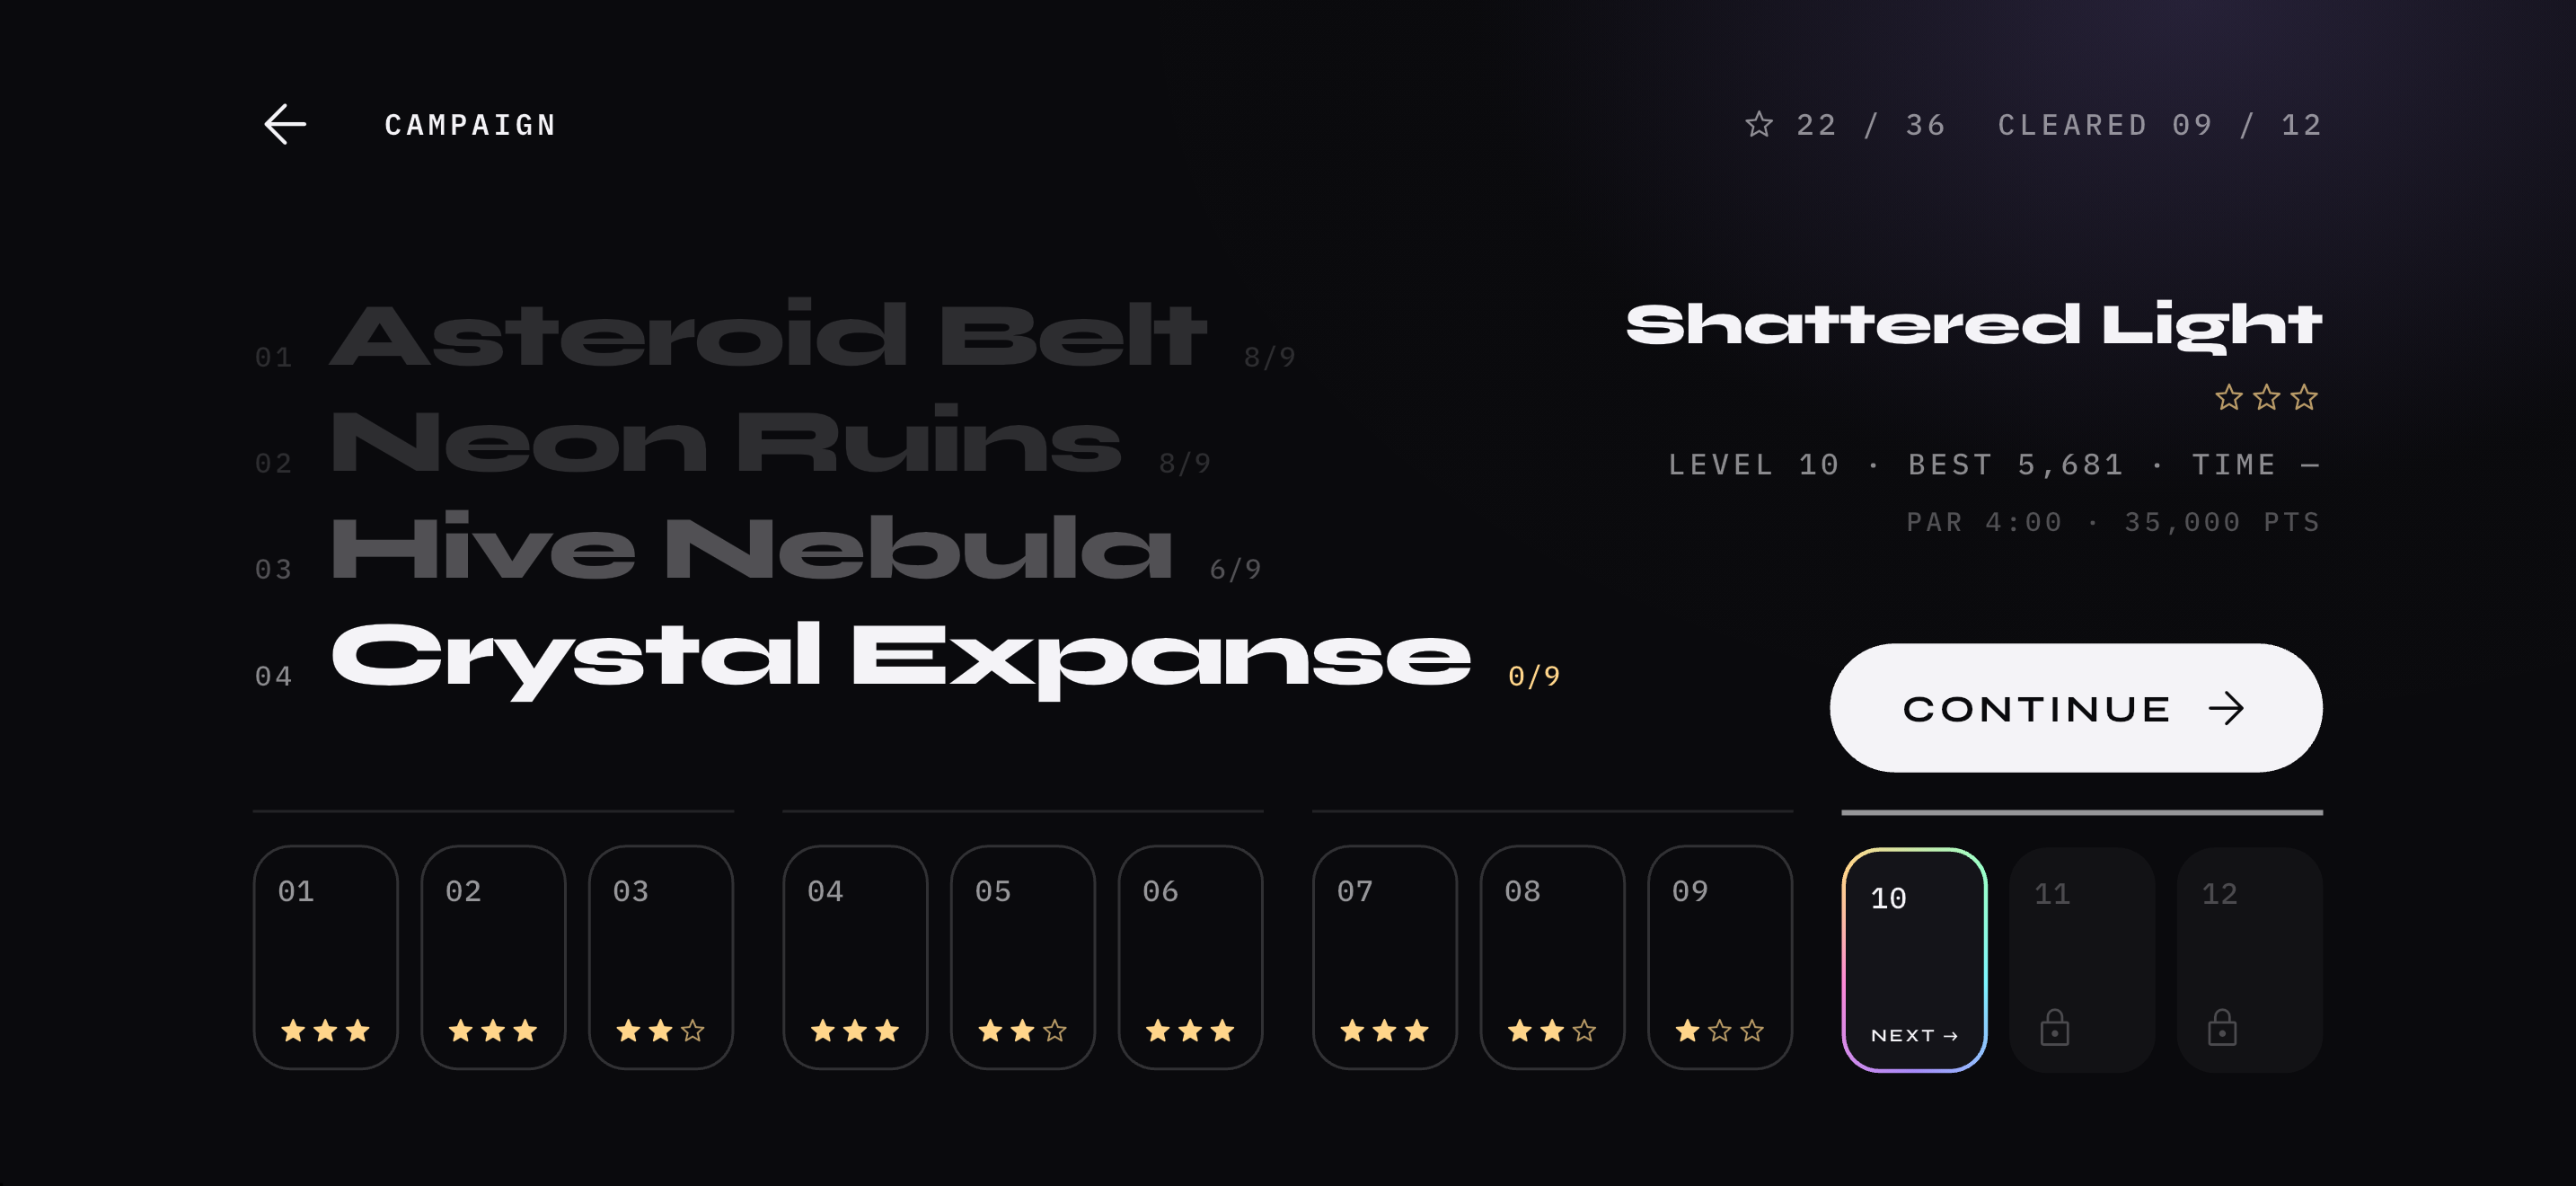 CAMPAIGN
22 / 36 CLEARED 09 / 12
01 Asteroid Belt 8/9
02 Neon Ruins 8/9
03 Hive Nebula 6/9
04 Crystal Expanse 0/9
Shattered Light
LEVEL 10 · BEST 5,681 · TIME —
PAR 4:00 · 35,000 PTS
CONTINUE →
01 02 03 04 05 06 07 08 09 10 11 12
NEXT →